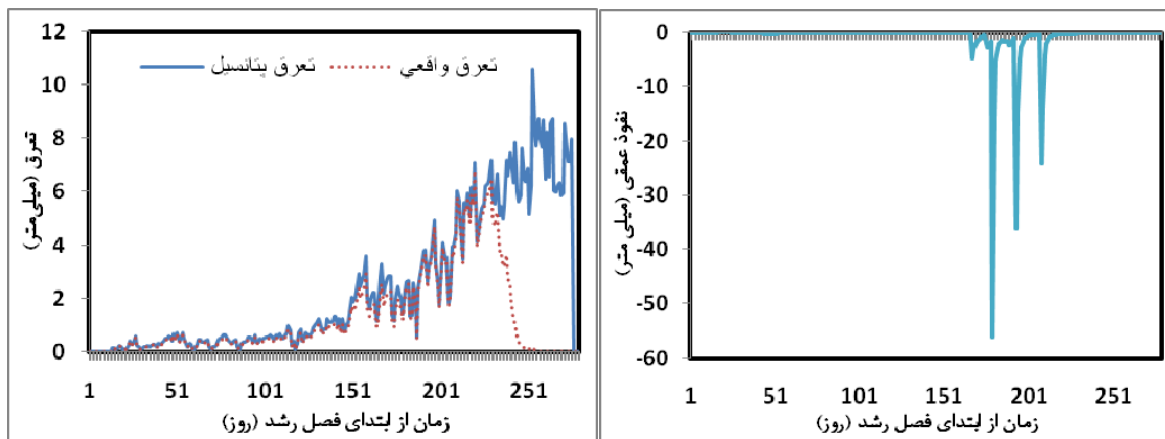 12
10
8
6
4
2
0
تعرق (میلی‌متر)
تعرق پتانسیل
تعرق واقعي
1 51 101 151 201 251
زمان از ابتدای فصل رشد (روز)
0
-10
-20
-30
-40
-50
-60
نفوذ عمقی (میلی متر)
1 51 101 151 201 251
زمان از ابتدای فصل رشد (روز)